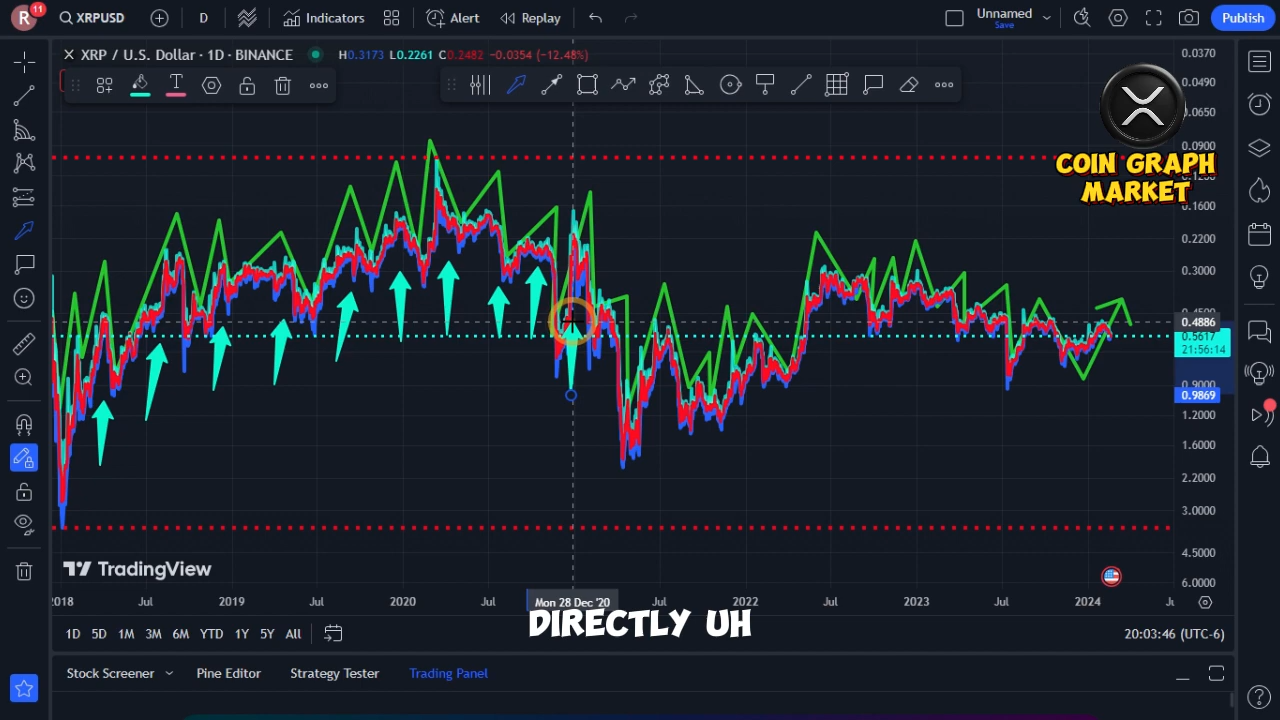 R 11 XRPUSD D Indicators Alert Replay Unnamed Save Publish
XRP / U.S. Dollar · 1D · BINANCE H0.3173 L0.2261 C0.2482 −0.0354 (−12.48%)
0.0370
0.0490
0.0650
0.0900
0.1600
0.2200
0.3000
0.4886
0.5617
21:56:14
0.9000
0.9869
1.2000
1.6000
2.2000
3.0000
4.5000
6.0000
COIN GRAPH
MARKET
TradingView
2018 Jul 2019 Jul 2020 Jul Mon 28 Dec '20 Jul 2022 Jul 2023 Jul 2024
DIRECTLY UH
1D 5D 1M 3M 6M YTD 1Y 5Y All 20:03:46 (UTC-6)
Stock Screener Pine Editor Strategy Tester Trading Panel